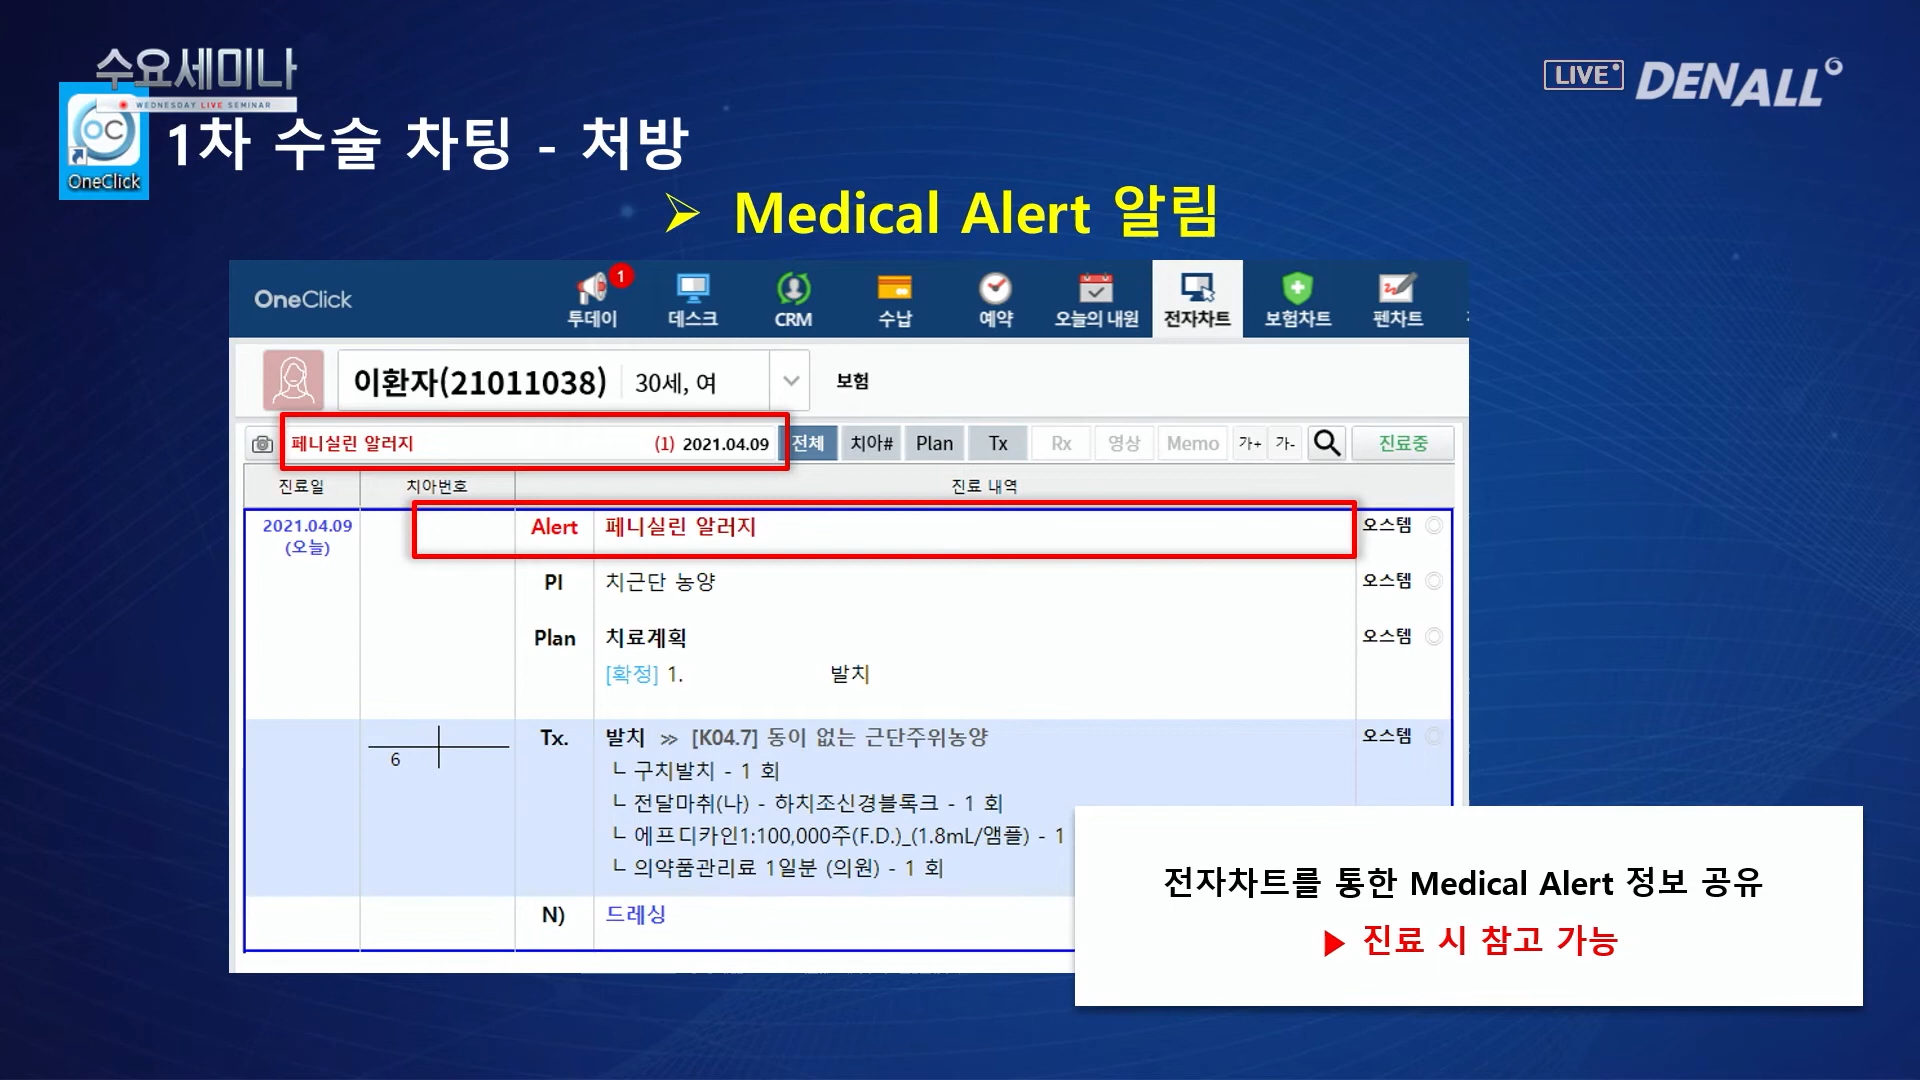 수요세미나
WEDNESDAY LIVE SEMINAR
LIVE
DENALL
OC
OneClick
1차 수술 차팅 - 처방
➢ Medical Alert 알림
OneClick
투데이 1
데스크
CRM
수납
예약
오늘의 내원
전자차트
보험차트
펜차트
이환자(21011038) 30세, 여
보험
페니실린 알러지 (1) 2021.04.09
전체 치아# Plan Tx Rx 영상 Memo 가+ 가- 진료중
진료일 치아번호 진료 내역
2021.04.09 Alert 페니실린 알러지 오스템
(오늘)
PI 치근단 농양 오스템
Plan 치료계획 오스템
[확정] 1. 발치
6
Tx. 발치 ≫ [K04.7] 동이 없는 근단주위농양 오스템
└ 구치발치 - 1 회
└ 전달마취(나) - 하치조신경블록크 - 1 회
└ 에프디카인1:100,000주(F.D.)_(1.8mL/앰플) - 1
└ 의약품관리료 1일분 (의원) - 1 회
N) 드레싱
전자차트를 통한 Medical Alert 정보 공유
▶ 진료 시 참고 가능